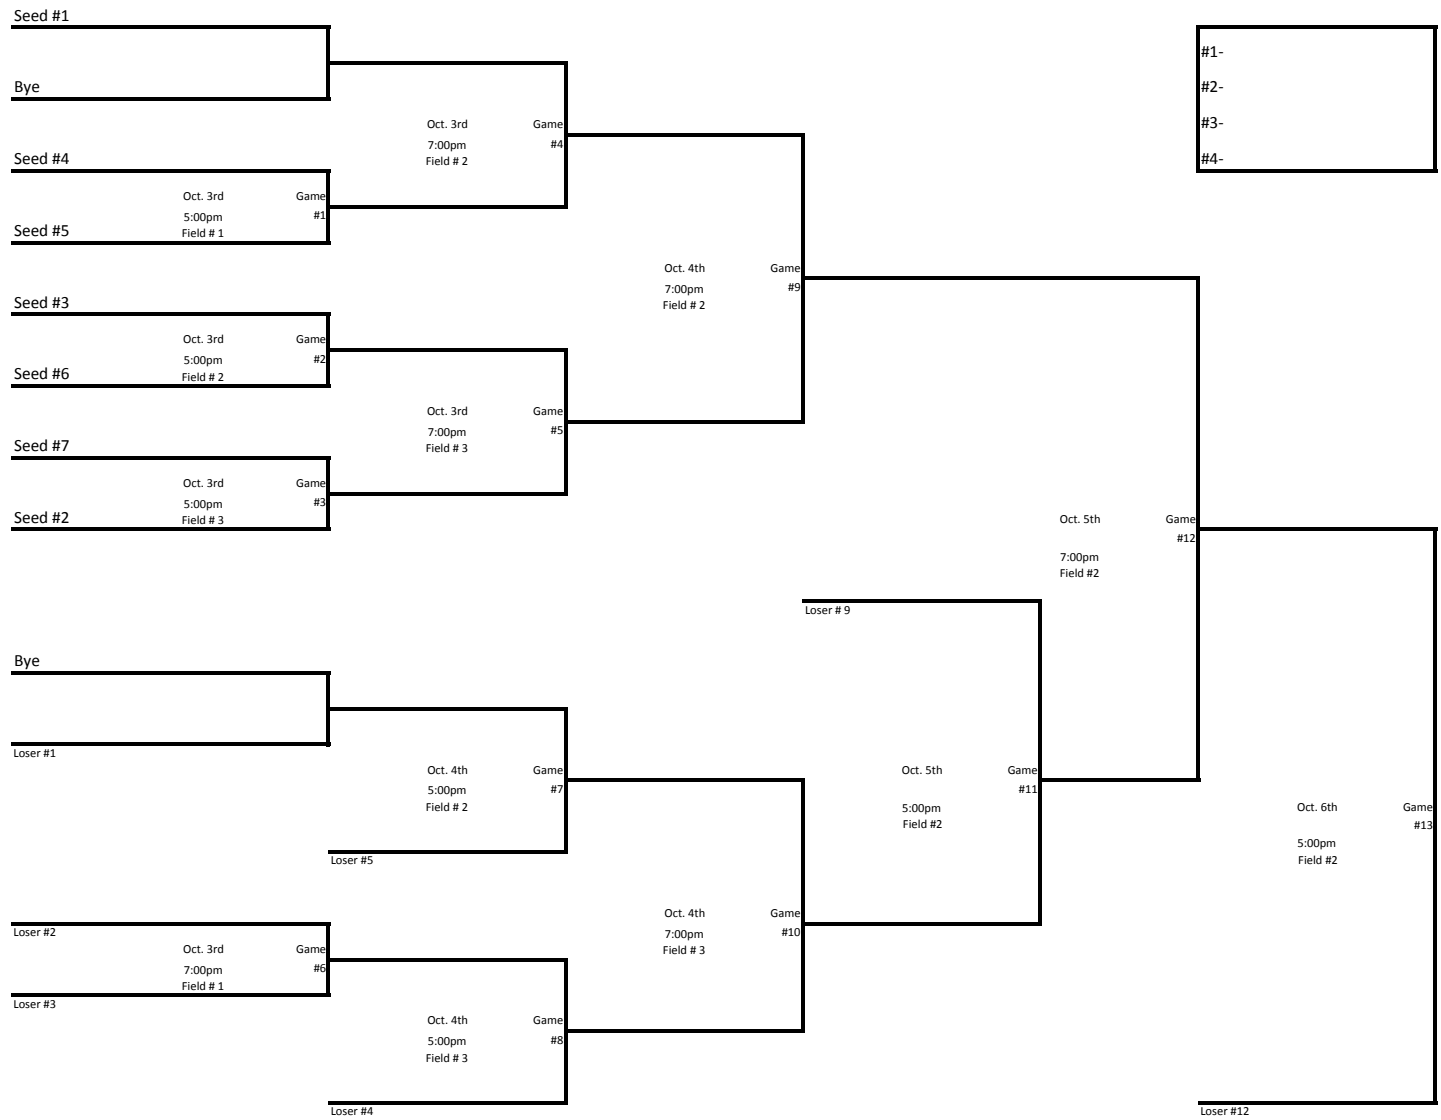 Seed #1
#1-
Bye
#2-
Oct. 3rd Game
#3-
7:00pm #4
Field # 2
Seed #4
#4-
Oct. 3rd Game
5:00pm #1
Field # 1
Seed #5
Oct. 4th Game
7:00pm #9
Field # 2
Seed #3
Oct. 3rd Game
5:00pm #2
Field # 2
Seed #6
Oct. 3rd Game
7:00pm #5
Field # 3
Seed #7
Oct. 3rd Game
5:00pm #3
Field # 3
Seed #2
Oct. 5th Game
#12
7:00pm
Field #2
Loser # 9
Bye
Loser #1
Oct. 4th Game
5:00pm #7
Field # 2
Oct. 5th Game
#11
5:00pm
Field #2
Oct. 6th Game
#13
5:00pm
Field #2
Loser #5
Oct. 4th Game
7:00pm #10
Field # 3
Loser #2
Oct. 3rd Game
7:00pm #6
Field # 1
Loser #3
Oct. 4th Game
5:00pm #8
Field # 3
Loser #4
Loser #12